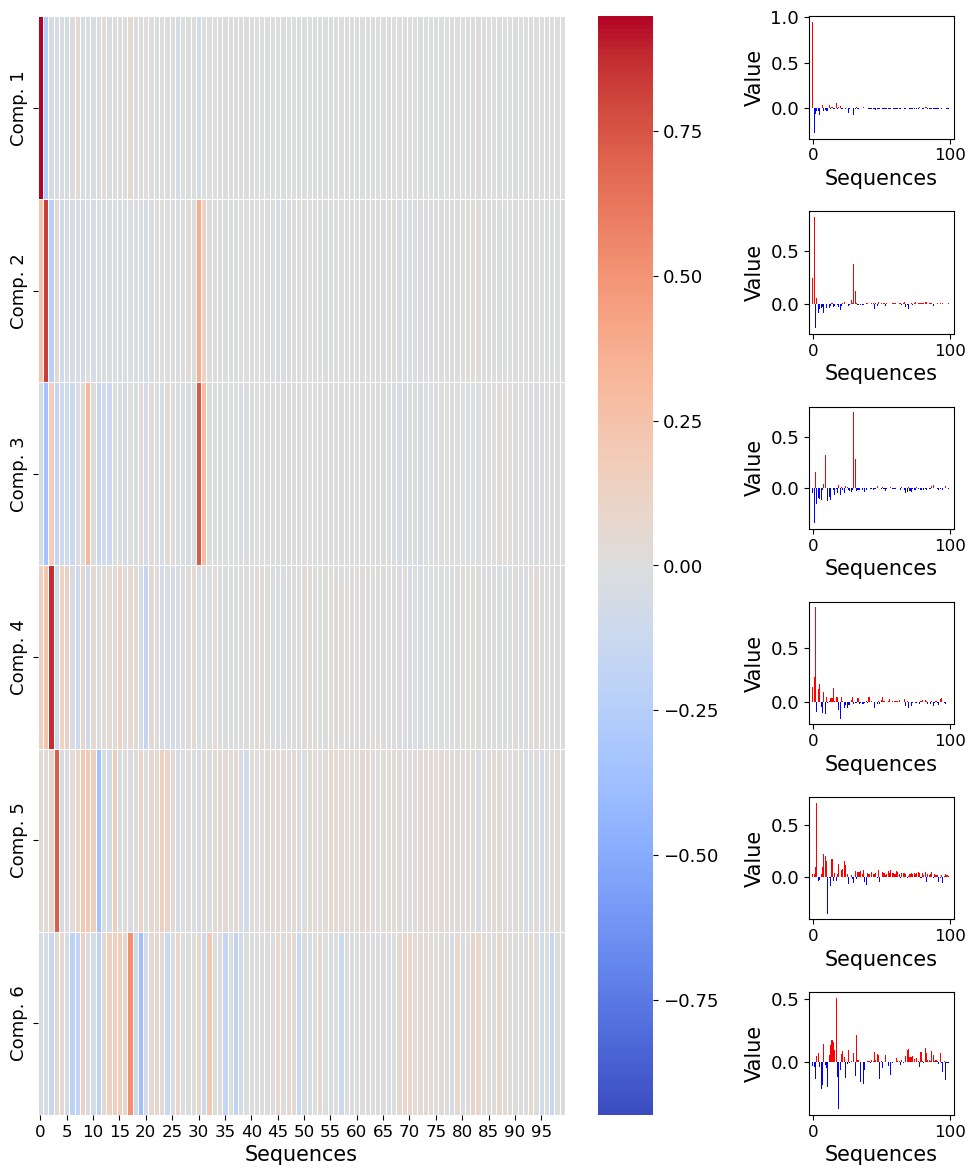 Comp. 1
Comp. 2
Comp. 3
Comp. 4
Comp. 5
Comp. 6
0 5 10 15 20 25 30 35 40 45 50 55 60 65 70 75 80 85 90 95
Sequences
0.75
0.50
0.25
0.00
−0.25
−0.50
−0.75
1.0
0.5
0.0
Value
0 100
Sequences
0.5
0.0
Value
0 100
Sequences
0.5
0.0
Value
0 100
Sequences
0.5
0.0
Value
0 100
Sequences
0.5
0.0
Value
0 100
Sequences
0.5
0.0
Value
0 100
Sequences